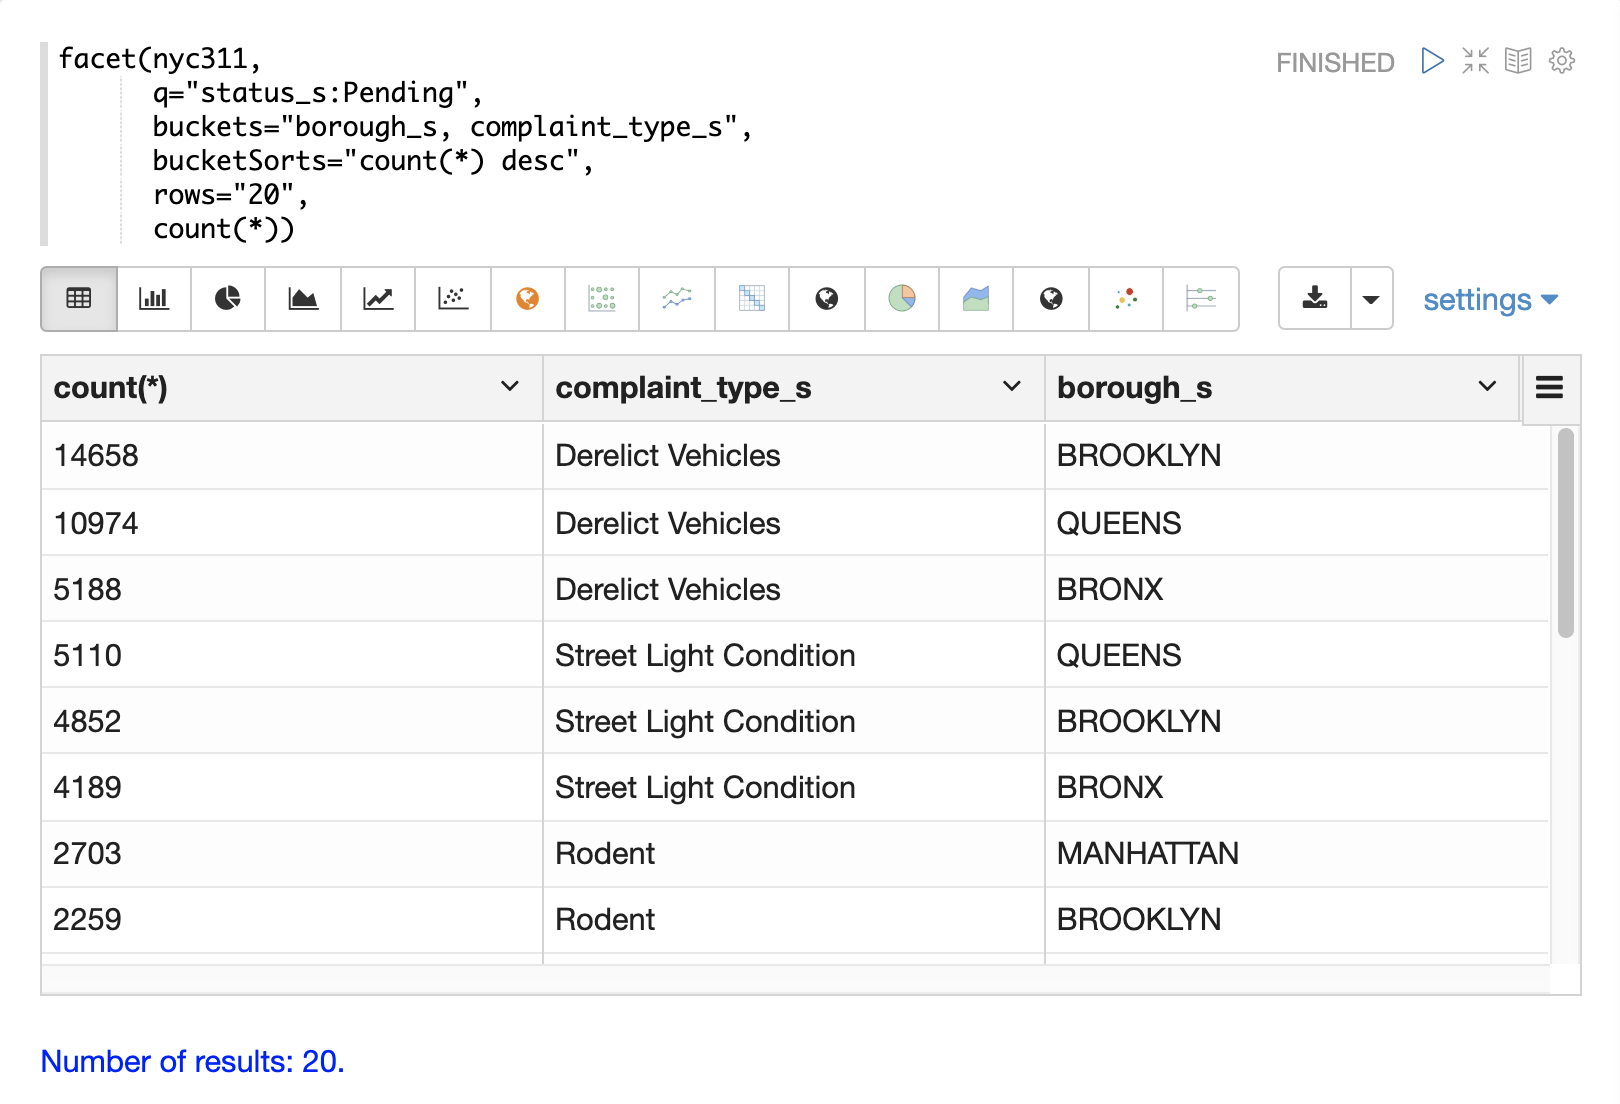 facet(nyc311,
q="status_s:Pending",
buckets="borough_s, complaint_type_s",
bucketSorts="count(*) desc",
rows="20",
count(*))
FINISHED
settings
count(*) complaint_type_s borough_s
14658 Derelict Vehicles BROOKLYN
10974 Derelict Vehicles QUEENS
5188 Derelict Vehicles BRONX
5110 Street Light Condition QUEENS
4852 Street Light Condition BROOKLYN
4189 Street Light Condition BRONX
2703 Rodent MANHATTAN
2259 Rodent BROOKLYN
Number of results: 20.